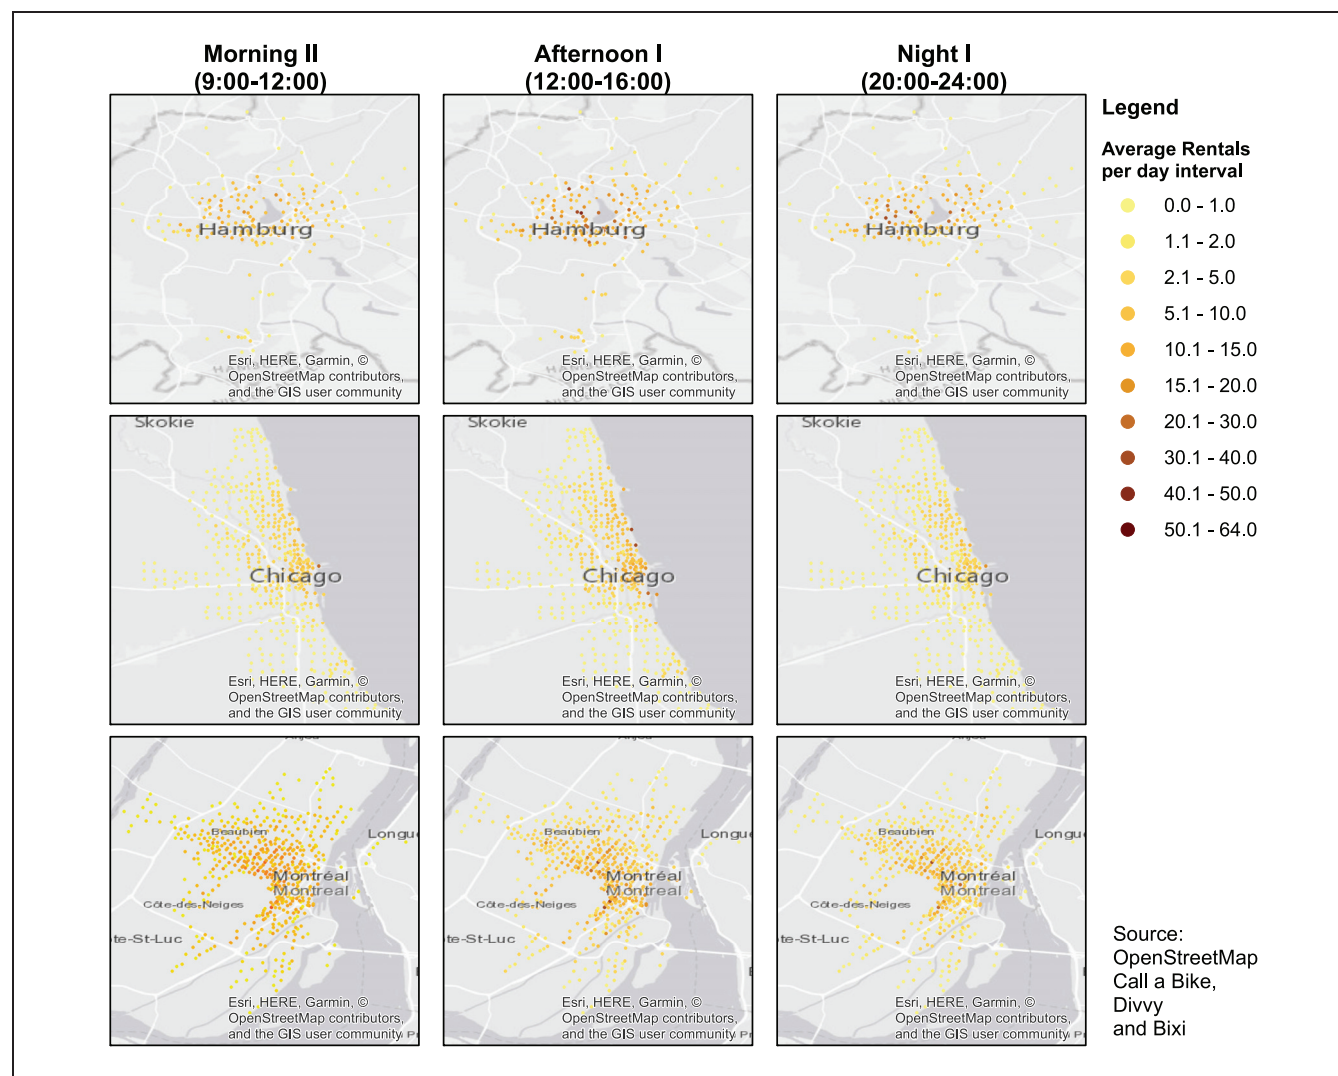 Morning II
(9:00-12:00)
Afternoon I
(12:00-16:00)
Night I
(20:00-24:00)
Hamburg
Esri, HERE, Garmin, ©
OpenStreetMap contributors,
and the GIS user community
Hamburg
Esri, HERE, Garmin, ©
OpenStreetMap contributors,
and the GIS user community
Hamburg
Esri, HERE, Garmin, ©
OpenStreetMap contributors,
and the GIS user community
Skokie
Chicago
Esri, HERE, Garmin, ©
OpenStreetMap contributors,
and the GIS user community
Skokie
Chicago
Esri, HERE, Garmin, ©
OpenStreetMap contributors,
and the GIS user community
Skokie
Chicago
Esri, HERE, Garmin, ©
OpenStreetMap contributors,
and the GIS user community
Beaubien
Longu
Montréal
Montreal
Côte-des-Neiges
te-St-Luc
Esri, HERE, Garmin, ©
OpenStreetMap contributors,
and the GIS user community
Beaubien
Longu
Montréal
Montreal
Côte-des-Neiges
te-St-Luc
Esri, HERE, Garmin, ©
OpenStreetMap contributors,
and the GIS user community
Beaubien
Longu
Montréal
Montreal
Côte-des-Neiges
te-St-Luc
Esri, HERE, Garmin, ©
OpenStreetMap contributors,
and the GIS user community
Legend
Average Rentals
per day interval
0.0 - 1.0
1.1 - 2.0
2.1 - 5.0
5.1 - 10.0
10.1 - 15.0
15.1 - 20.0
20.1 - 30.0
30.1 - 40.0
40.1 - 50.0
50.1 - 64.0
Source:
OpenStreetMap
Call a Bike,
Divvy
and Bixi